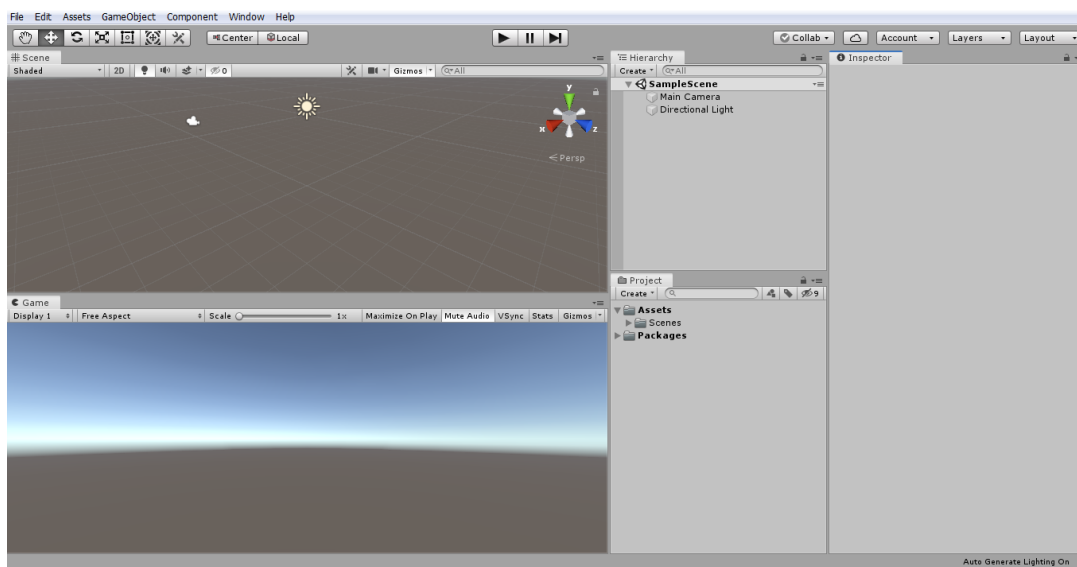 File Edit Assets GameObject Component Window Help
Center Local Collab Account Layers Layout
Scene
Shaded 2D 0 Gizmos All
y
x z
Persp
Hierarchy
Create All
SampleScene
Main Camera
Directional Light
Inspector
Game
Display 1 Free Aspect Scale 1x Maximize On Play Mute Audio VSync Stats Gizmos
Project
Create 9
Assets
Scenes
Packages
Auto Generate Lighting On